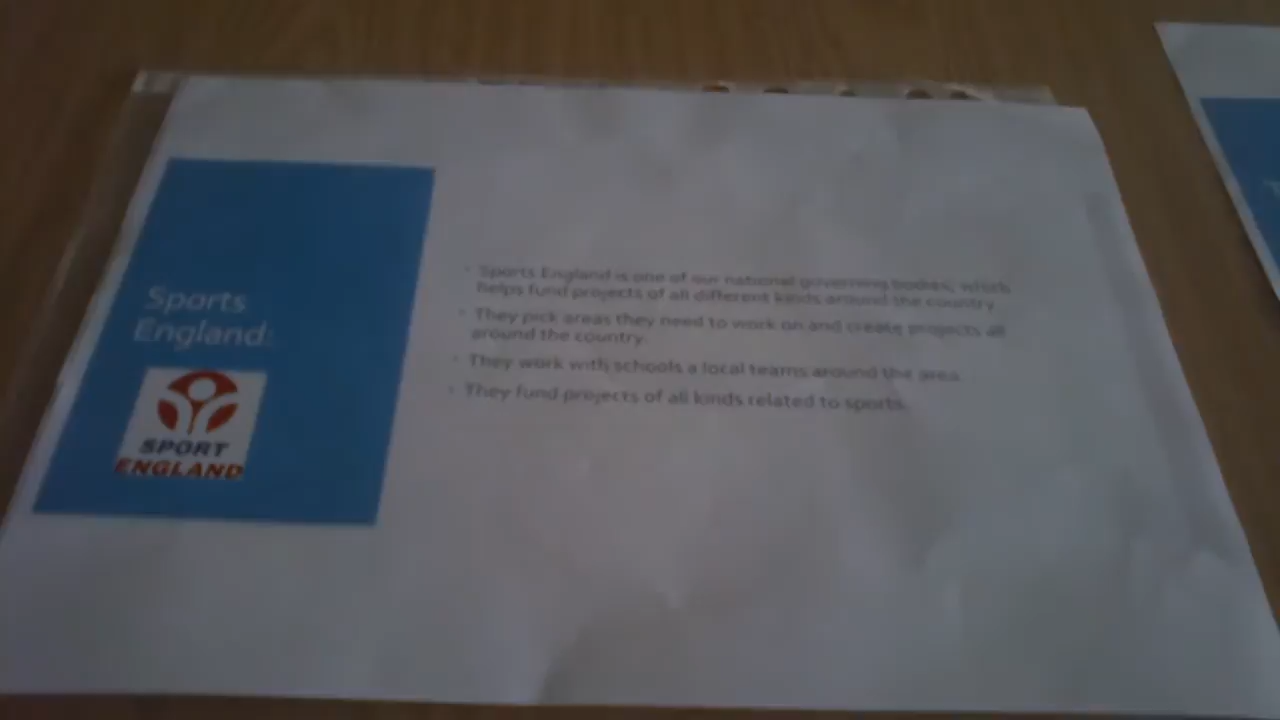 Sports
England:
SPORT
ENGLAND
Sports England is one of our national governing bodies, which
helps fund projects of all different kinds around the country.
They pick areas they need to work on and create projects all
around the country.
They work with schools a local teams around the area.
They fund projects of all kinds related to sports.